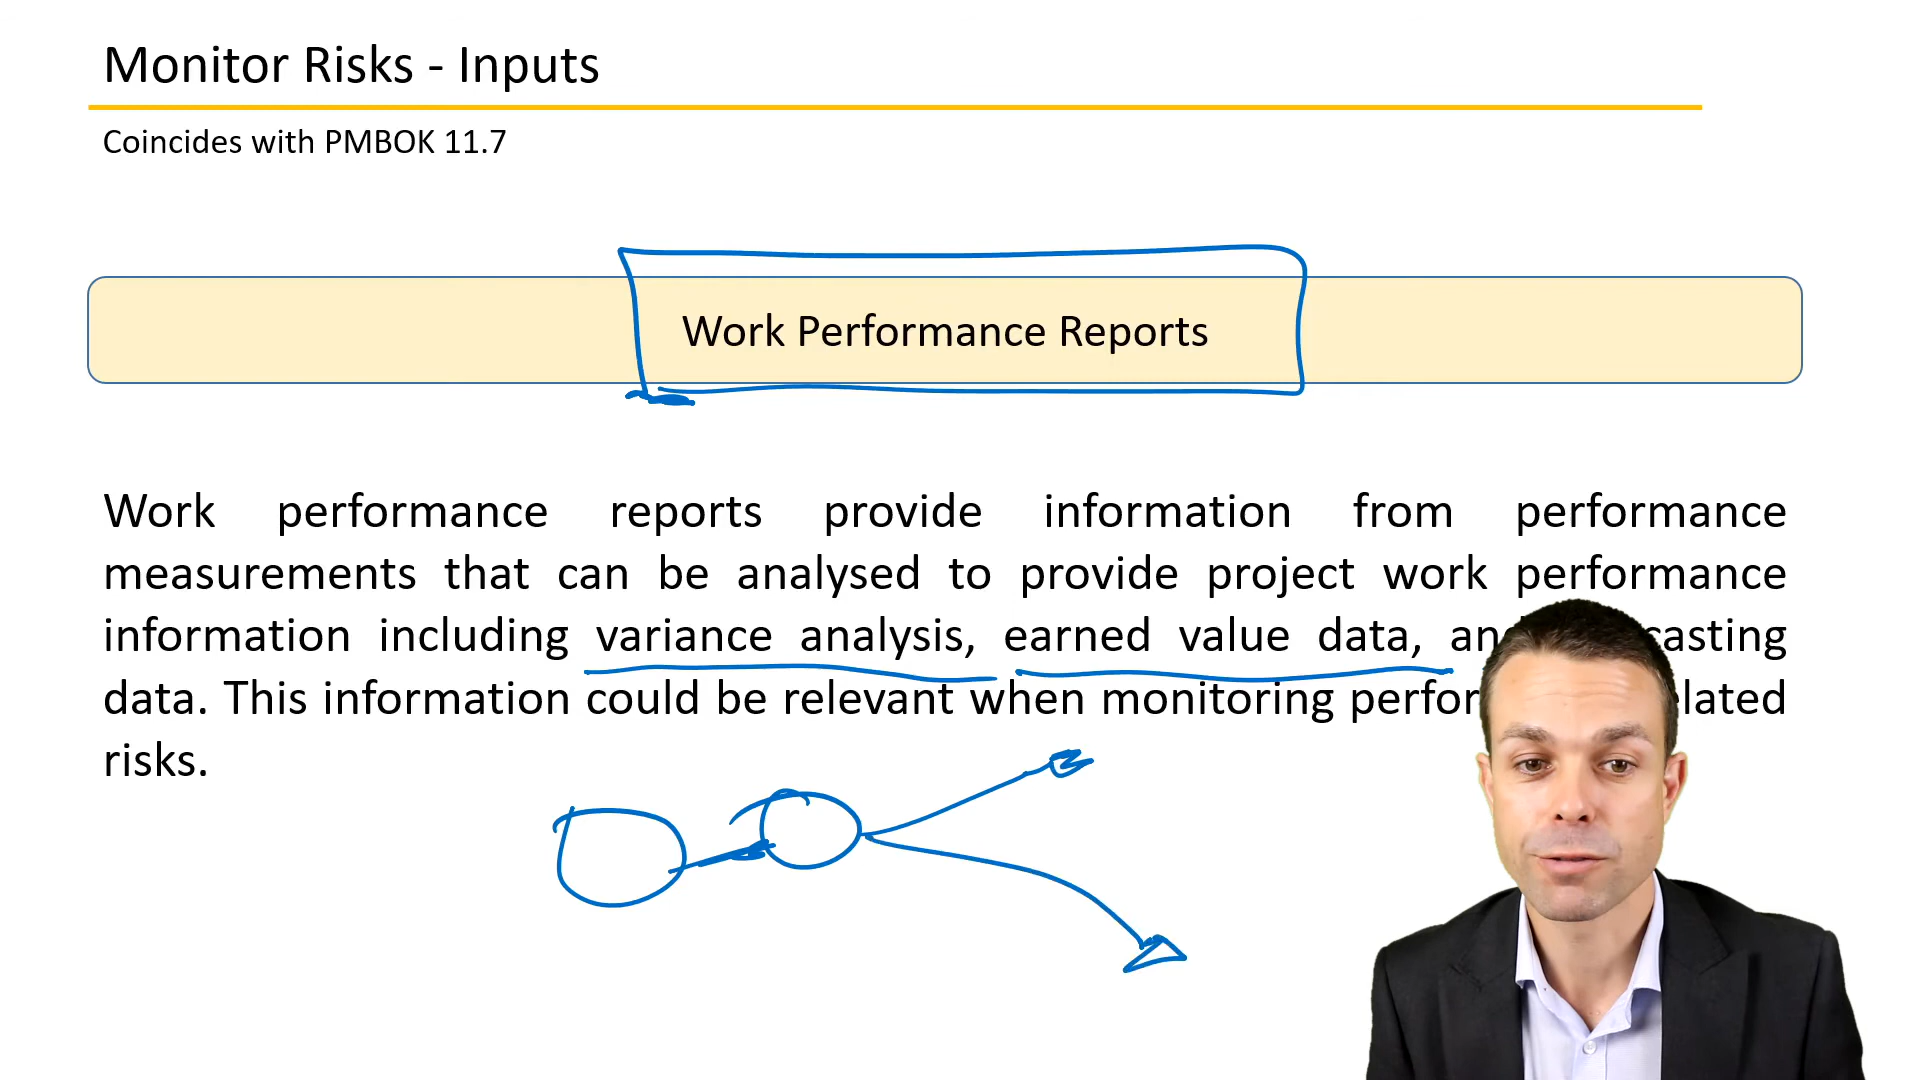 Monitor Risks - Inputs
Coincides with PMBOK 11.7
Work Performance Reports
Work performance reports provide information from performance
measurements that can be analysed to provide project work performance
information including variance analysis, earned value data,
data. This information could be relevant when monitoring
risks.